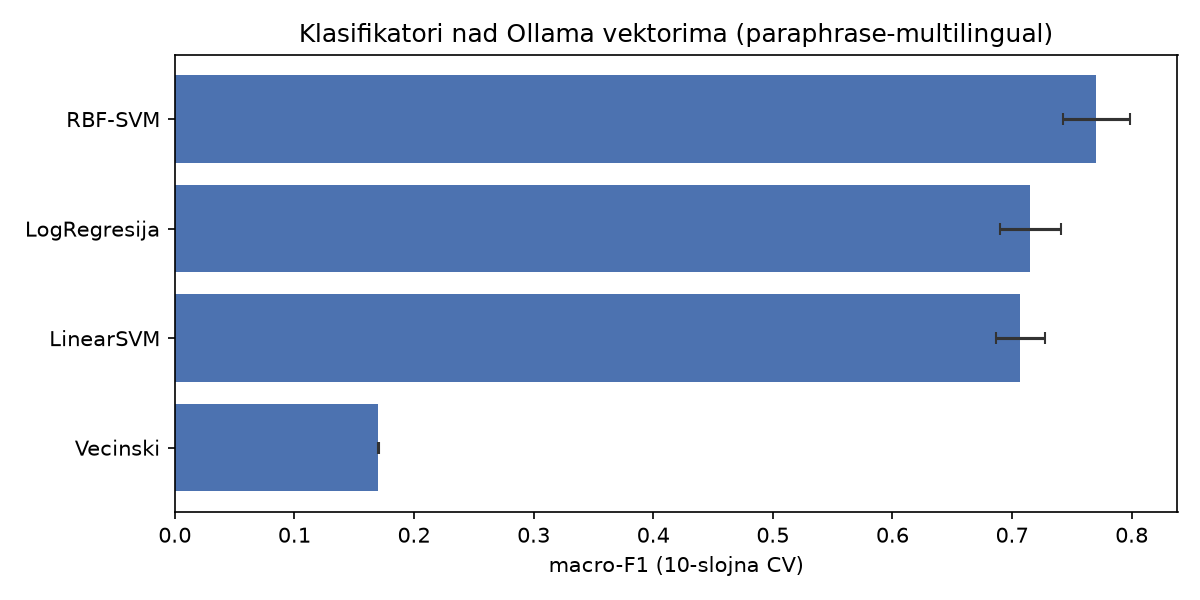 Klasifikatori nad Ollama vektorima (paraphrase-multilingual)
RBF-SVM
LogRegresija
LinearSVM
Vecinski
0.0 0.1 0.2 0.3 0.4 0.5 0.6 0.7 0.8
macro-F1 (10-slojna CV)